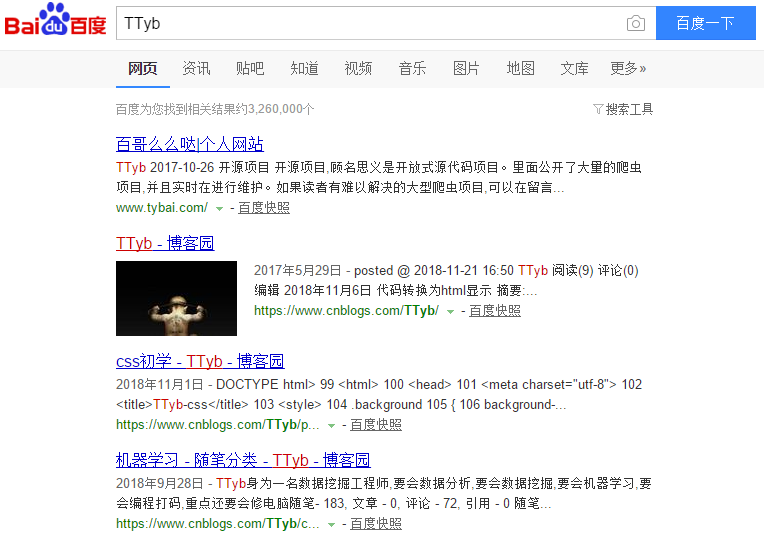 Bai du 百度
TTyb
百度一下
网页 资讯 贴吧 知道 视频 音乐 图片 地图 文库 更多»
百度为您找到相关结果约3,260,000个
搜索工具
百哥么么哒|个人网站
TTyb 2017-10-26 开源项目 开源项目,顾名思义是开放式源代码项目。里面公开了大量的爬虫
项目,并且实时在进行维护。如果读者有难以解决的大型爬虫项目,可以在留言...
www.tybai.com/ - 百度快照
TTyb - 博客园
2017年5月29日 - posted @ 2018-11-21 16:50 TTyb 阅读(9) 评论(0)
编辑 2018年11月6日 代码转换为html显示 摘要:...
https://www.cnblogs.com/TTyb/ - 百度快照
css初学 - TTyb - 博客园
2018年11月1日 - DOCTYPE html> 99 <html> 100 <head> 101 <meta charset="utf-8"> 102
<title>TTyb-css</title> 103 <style> 104 .background 105 { 106 background-...
https://www.cnblogs.com/TTyb/p... - 百度快照
机器学习 - 随笔分类 - TTyb - 博客园
2018年9月28日 - TTyb身为一名数据挖掘工程师,要会数据分析,要会数据挖掘,要会机器学习,要
会编程打码,重点还要会修电脑随笔- 183, 文章 - 0, 评论 - 72, 引用 - 0 随笔...
https://www.cnblogs.com/TTyb/c... - 百度快照